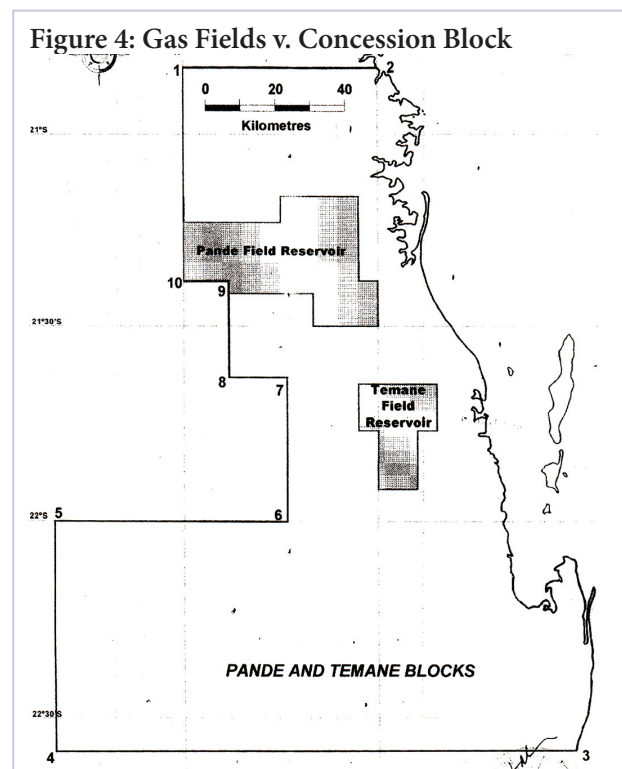 Figure 4: Gas Fields v. Concession Block
1
2
0 20 40
Kilometres
21°S
Pande Field Reservoir
10
9
21°30'S
8
7
Temane
Field
Reservoir
22°S
5
6
PANDE AND TEMANE BLOCKS
22°30'S
4
3